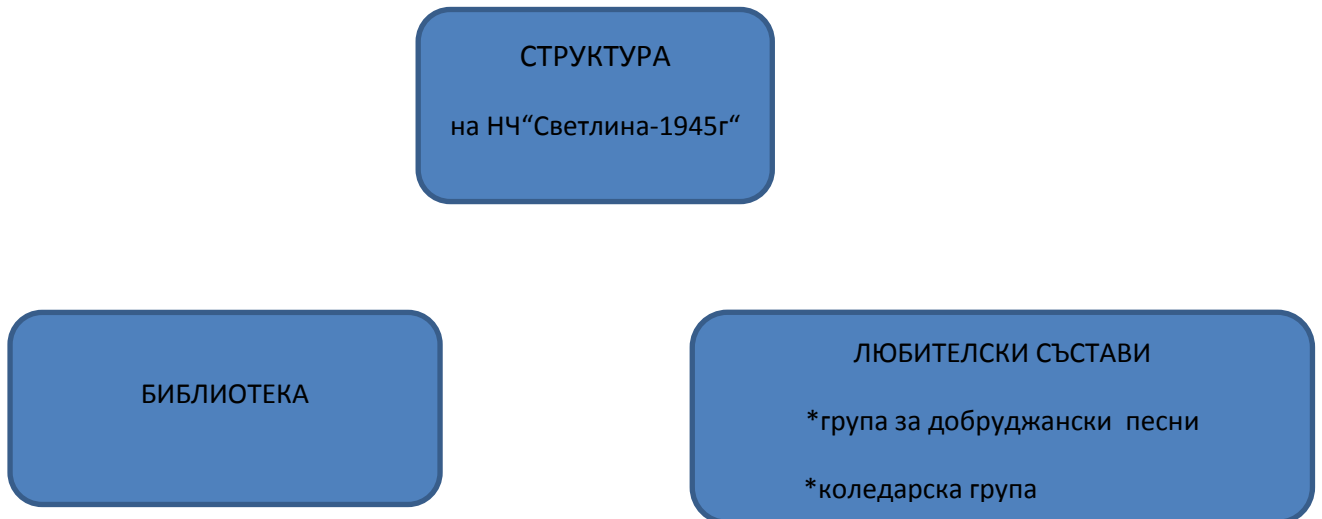 СТРУКТУРА
на НЧ“Светлина-1945г“
БИБЛИОТЕКА
ЛЮБИТЕЛСКИ СЪСТАВИ
*група за добруджански  песни
*коледарска група